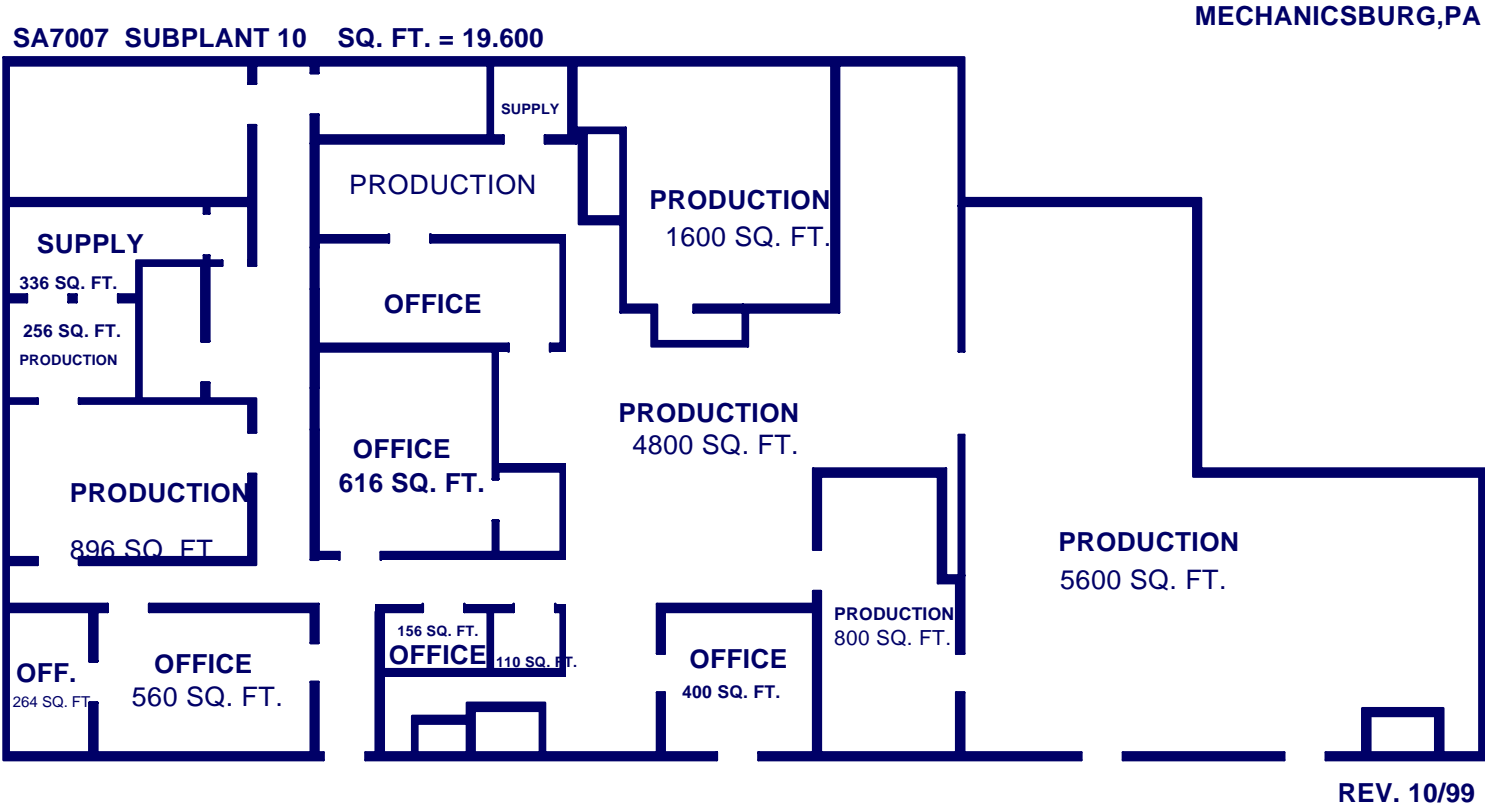 MECHANICSBURG,PA
SA7007 SUBPLANT 10 SQ. FT. = 19.600
SUPPLY
PRODUCTION
PRODUCTION
1600 SQ. FT.
SUPPLY
336 SQ. FT.
256 SQ. FT.
PRODUCTION
OFFICE
PRODUCTION
4800 SQ. FT.
OFFICE
616 SQ. FT.
PRODUCTION
896 SQ. FT.
PRODUCTION
5600 SQ. FT.
PRODUCTION
800 SQ. FT.
OFF.
264 SQ. FT.
OFFICE
560 SQ. FT.
156 SQ. FT.
OFFICE
110 SQ. FT.
OFFICE
400 SQ. FT.
REV. 10/99